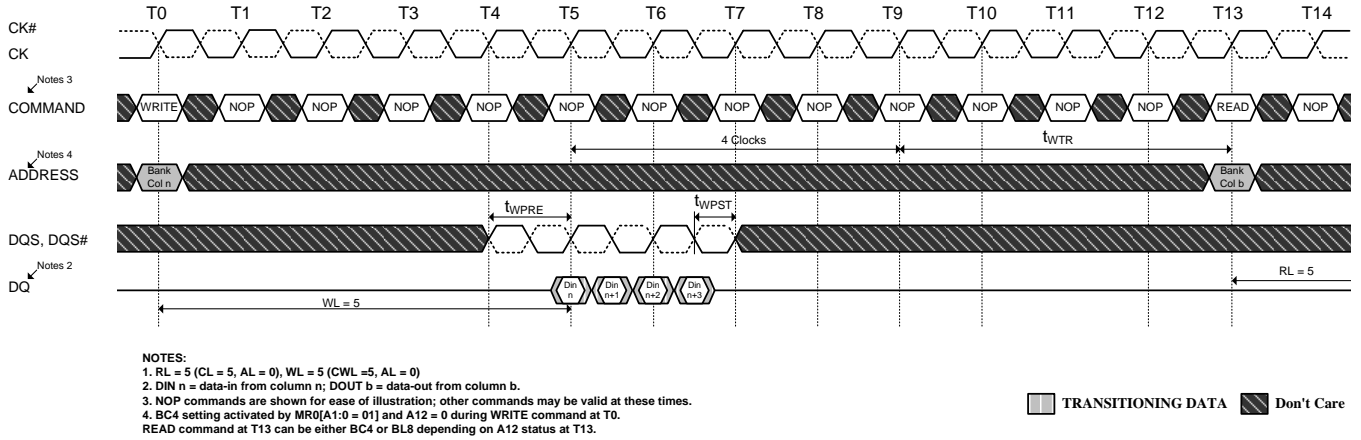 T0 T1 T2 T3 T4 T5 T6 T7 T8 T9 T10 T11 T12 T13 T14
CK#
CK
Notes 3
COMMAND
WRITE NOP NOP NOP NOP NOP NOP NOP NOP NOP NOP NOP NOP READ NOP
4 Clocks
tWTR
Notes 4
ADDRESS
Bank
Col n
Bank
Col b
tWPRE
tWPST
DQS, DQS#
Notes 2
DQ
Din
n
Din
n+1
Din
n+2
Din
n+3
RL = 5
WL = 5
NOTES:
1. RL = 5 (CL = 5, AL = 0), WL = 5 (CWL =5, AL = 0)
2. DIN n = data-in from column n; DOUT b = data-out from column b.
3. NOP commands are shown for ease of illustration; other commands may be valid at these times.
4. BC4 setting activated by MR0[A1:0 = 01] and A12 = 0 during WRITE command at T0.
READ command at T13 can be either BC4 or BL8 depending on A12 status at T13.
TRANSITIONING DATA
Don't Care